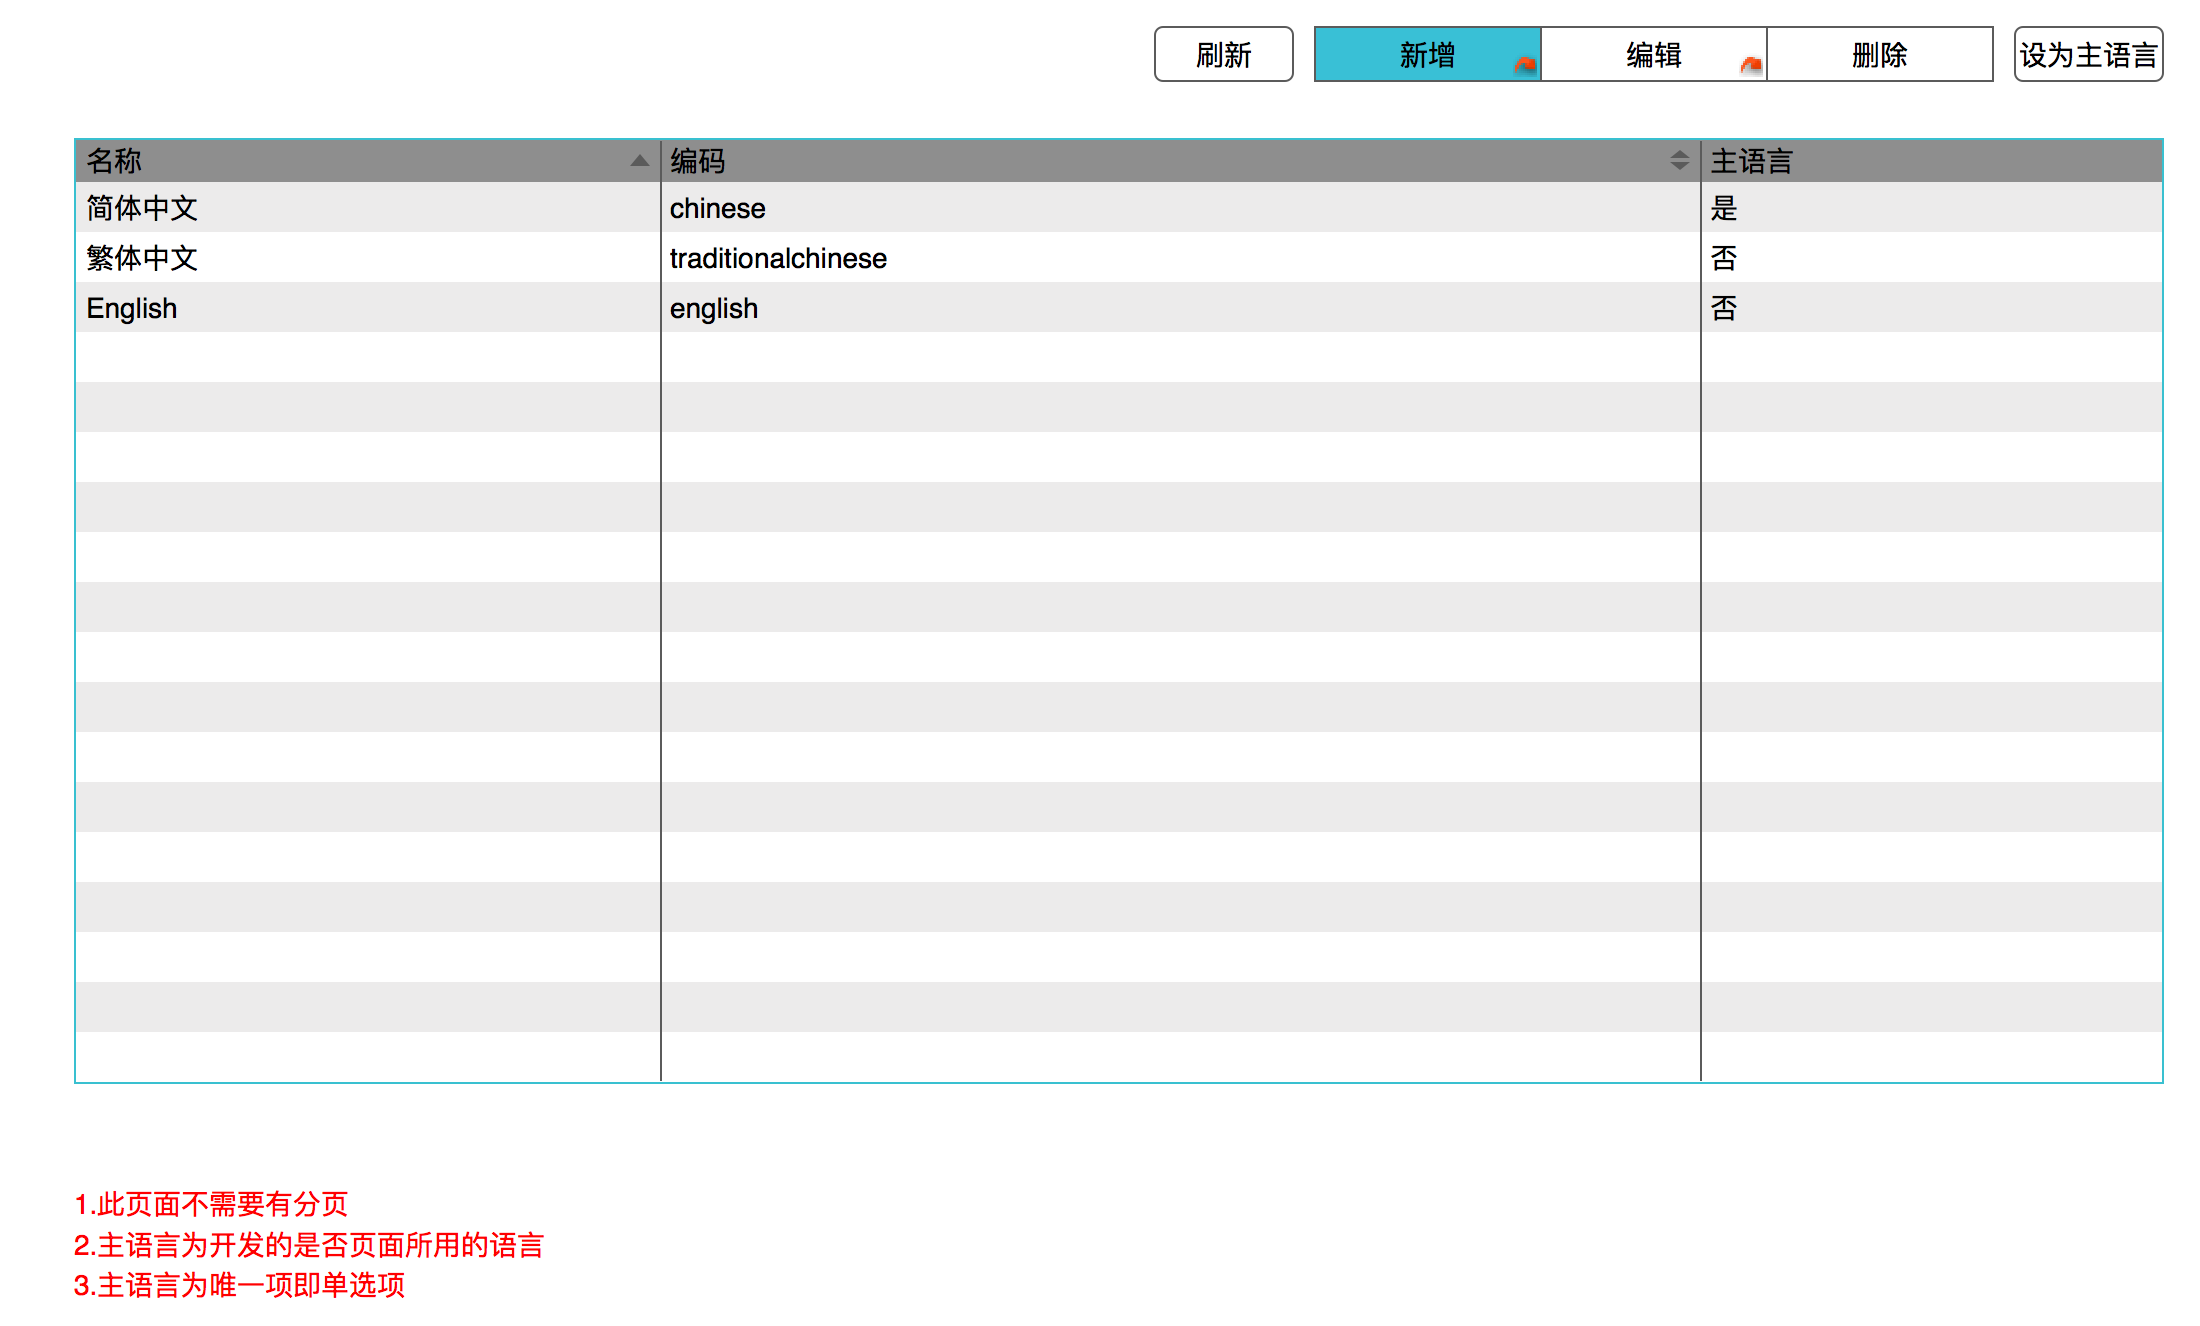 刷新 新增 编辑 删除 设为主语言
名称 编码 主语言
简体中文 chinese 是
繁体中文 traditionalchinese 否
English english 否
1.此页面不需要有分页
2.主语言为开发的是否页面所用的语言
3.主语言为唯一项即单选项